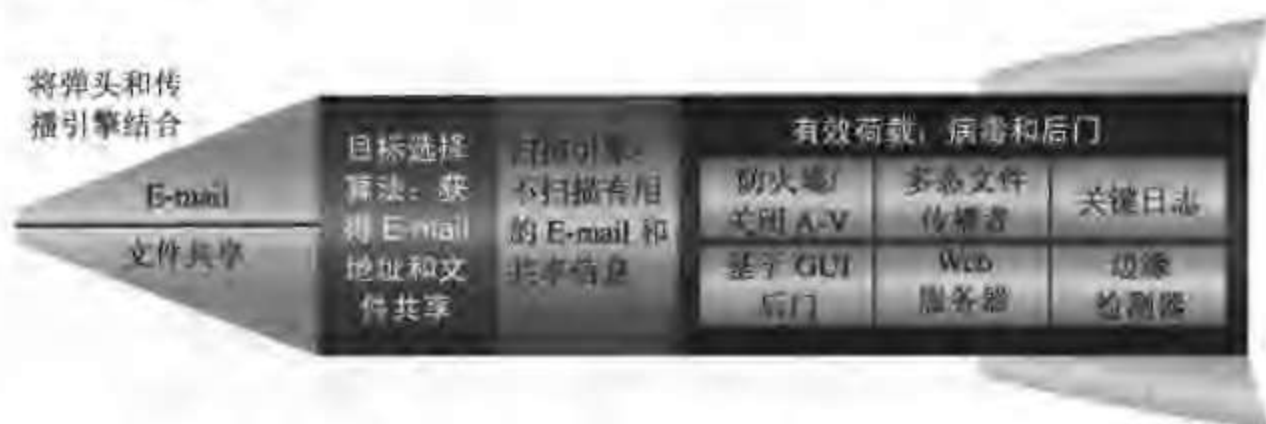 将弹头和传
播引擎结合
E-mail
文件共享
目标选择
算法：获
得 E-mail
地址和文
件共享
扫描引擎：
不扫描有用
的 E-mail 和
共享信息
有效荷载：病毒和后门
防火墙/
关闭 A-V
多态文件
传播者
关键日志
基于 GUI
后门
Web
服务器
边缘
检测器